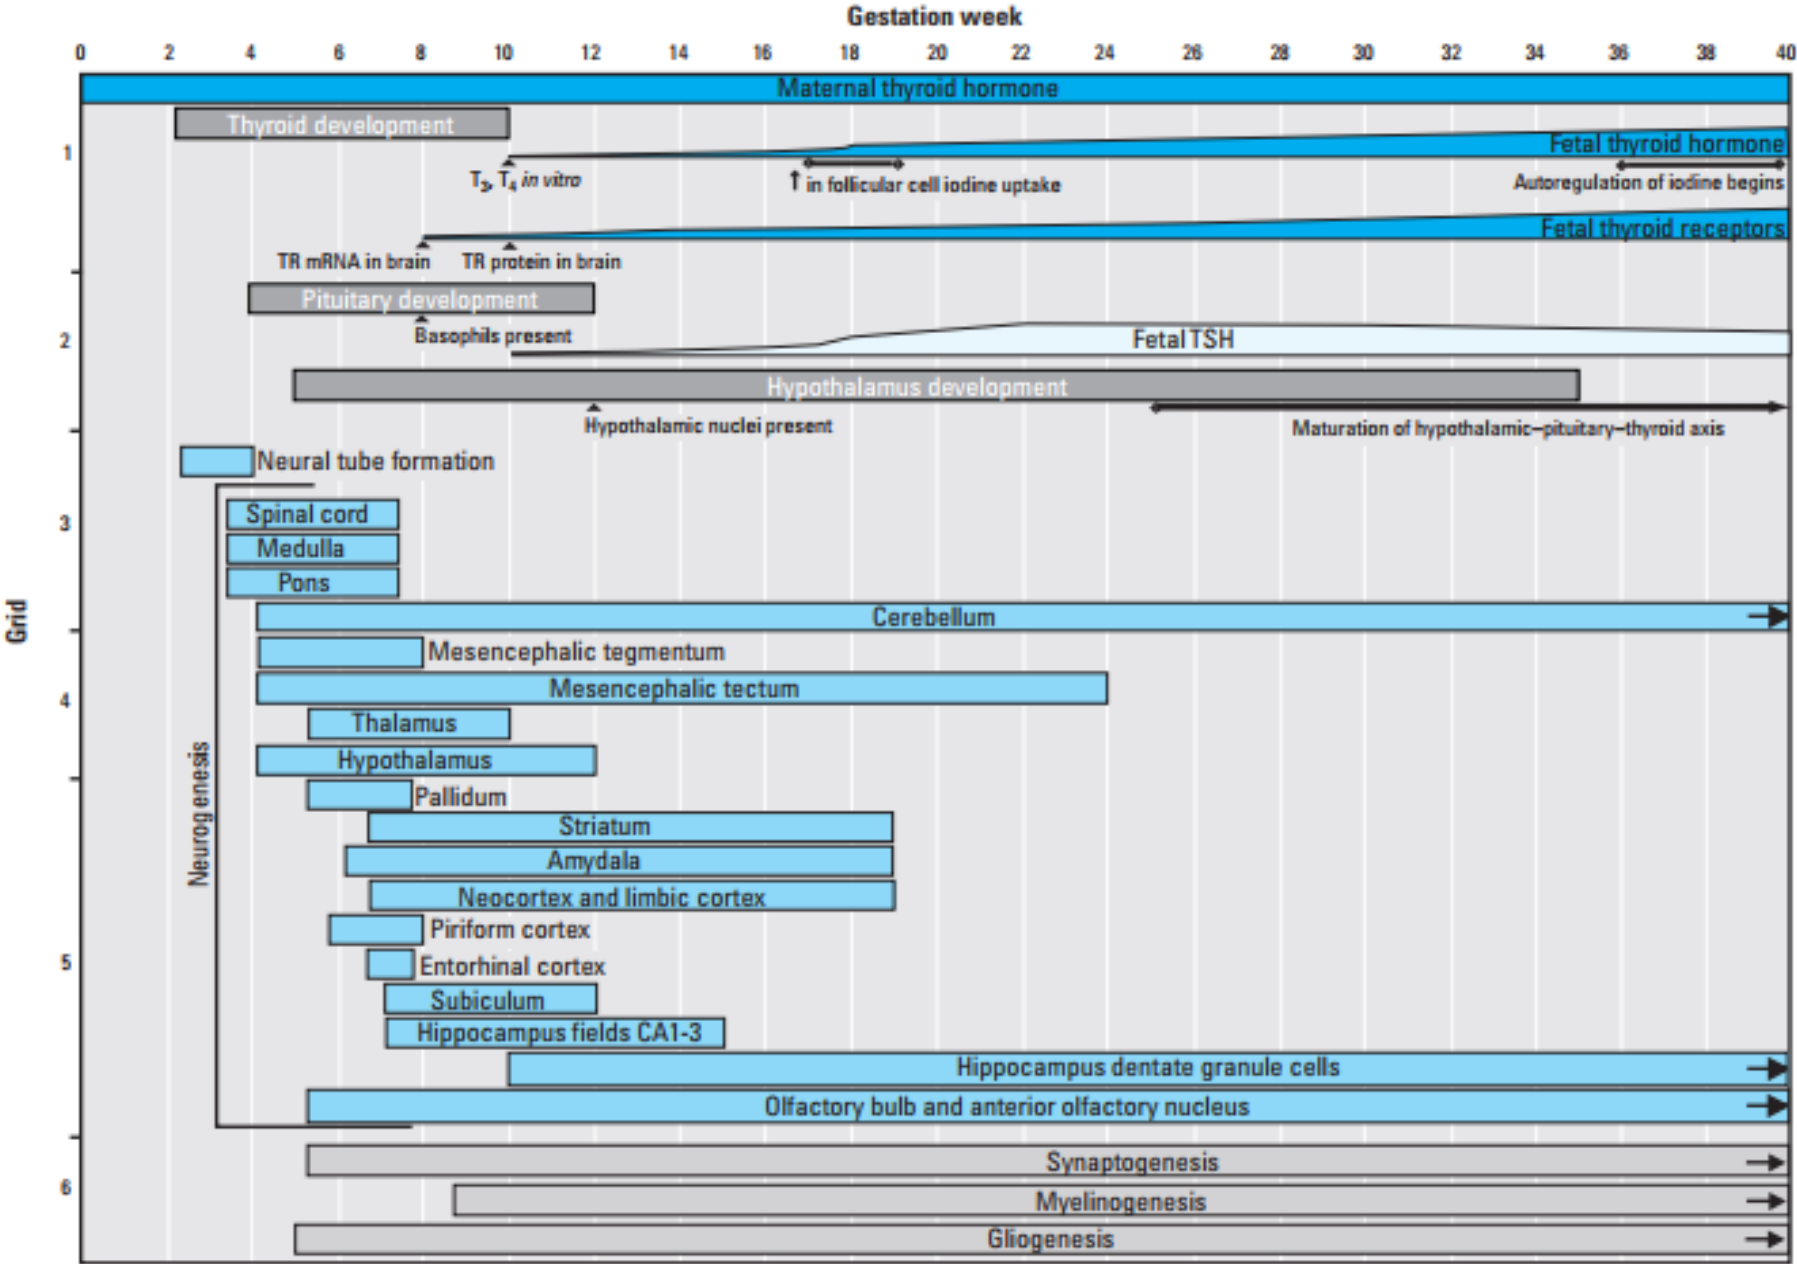 Gestation week
0 2 4 6 8 10 12 14 16 18 20 22 24 26 28 30 32 34 36 38 40
Maternal thyroid hormone
Thyroid development
1
Fetal thyroid hormone
T3, T4 in vitro
↑ in follicular cell iodine uptake
Autoregulation of iodine begins
Fetal thyroid receptors
TR mRNA in brain
TR protein in brain
Pituitary development
Basophils present
2
Fetal TSH
Hypothalamus development
Hypothalamic nuclei present
Maturation of hypothalamic–pituitary–thyroid axis
Neural tube formation
3
Spinal cord
Medulla
Pons
Grid
Cerebellum
Mesencephalic tegmentum
4
Mesencephalic tectum
Thalamus
Hypothalamus
Neurogenesis
Pallidum
Striatum
Amydala
Neocortex and limbic cortex
Piriform cortex
5
Entorhinal cortex
Subiculum
Hippocampus fields CA1-3
Hippocampus dentate granule cells
Olfactory bulb and anterior olfactory nucleus
Synaptogenesis
6
Myelinogenesis
Gliogenesis